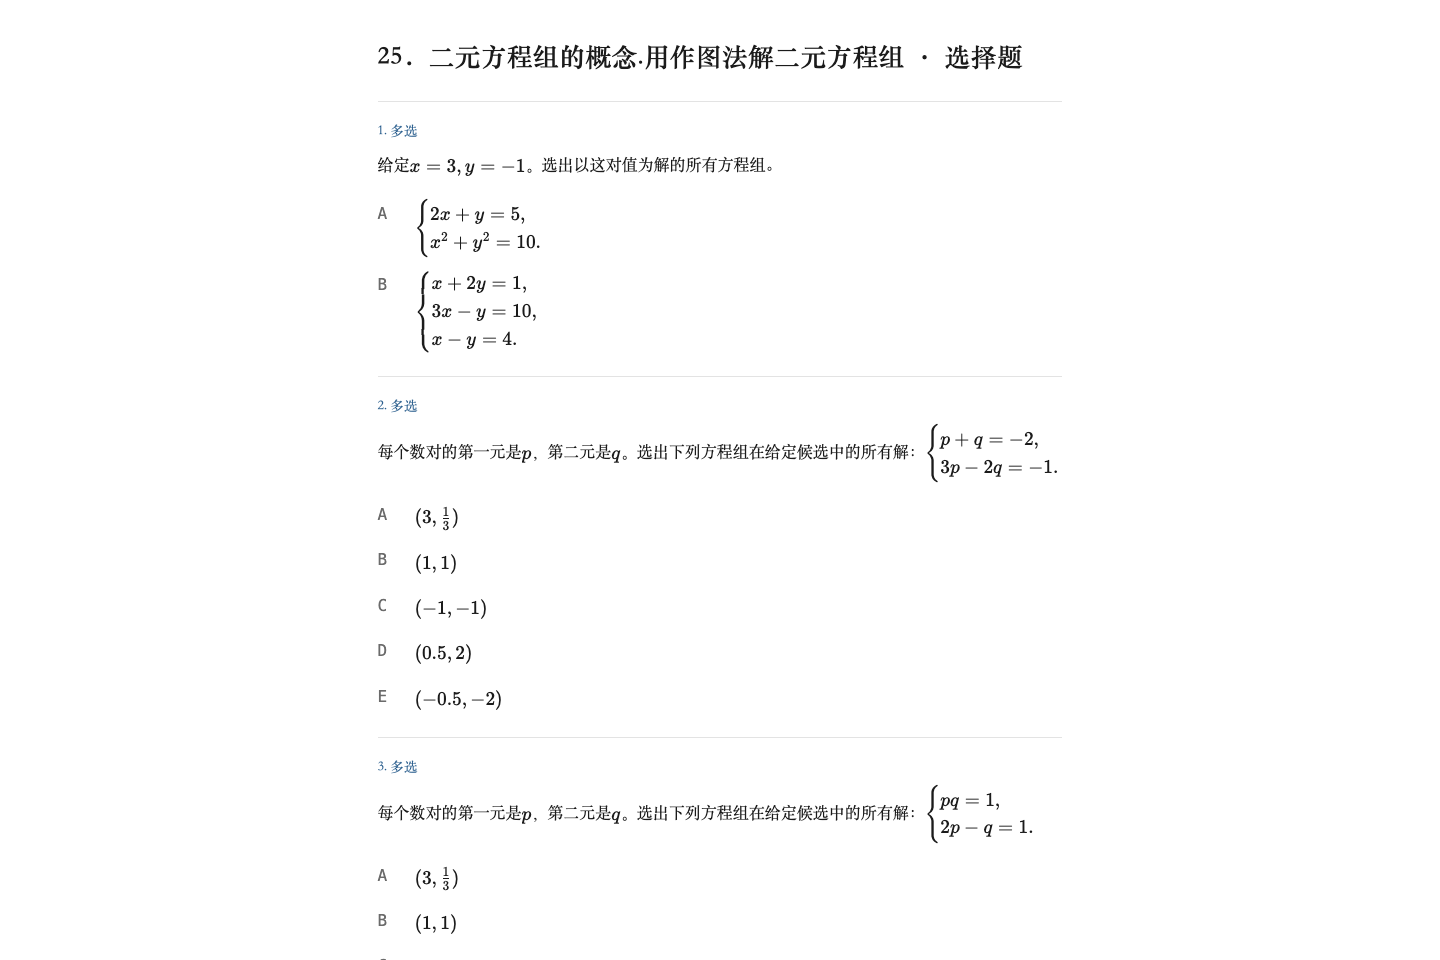 25．二元方程组的概念.用作图法解二元方程组 · 选择题
1. 多选
给定x = 3, y = −1。选出以这对值为解的所有方程组。
A
2x + y = 5,
x² + y² = 10.
B
x + 2y = 1,
3x − y = 10,
x − y = 4.
2. 多选
每个数对的第一元是p，第二元是q。选出下列方程组在给定候选中的所有解：
p + q = −2,
3p − 2q = −1.
A (3, 1/3)
B (1, 1)
C (−1, −1)
D (0.5, 2)
E (−0.5, −2)
3. 多选
每个数对的第一元是p，第二元是q。选出下列方程组在给定候选中的所有解：
pq = 1,
2p − q = 1.
A (3, 1/3)
B (1, 1)